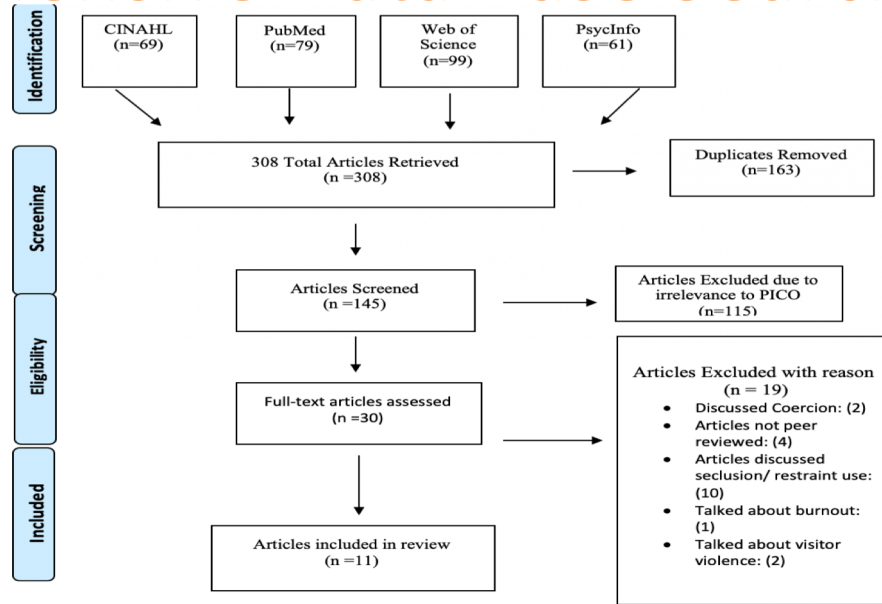 Identification
CINAHL
(n=69)
PubMed
(n=79)
Web of
Science
(n=99)
PsycInfo
(n=61)
Screening
308 Total Articles Retrieved
(n =308)
Duplicates Removed
(n=163)
Articles Screened
(n =145)
Articles Excluded due to
irrelevance to PICO
(n=115)
Eligibility
Full-text articles assessed
(n =30)
Articles Excluded with reason
(n = 19)
• Discussed Coercion: (2)
• Articles not peer
reviewed: (4)
• Articles discussed
seclusion/ restraint use:
(10)
• Talked about burnout:
(1)
• Talked about visitor
violence: (2)
Included
Articles included in review
(n =11)